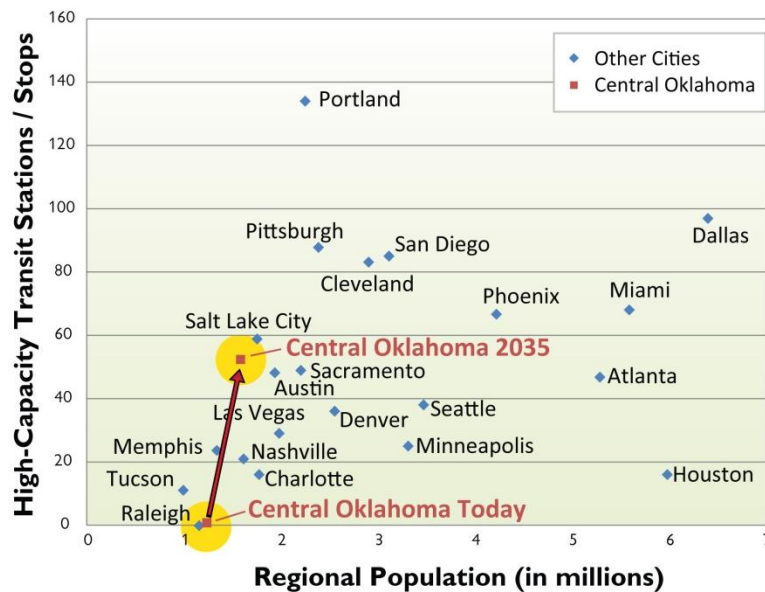 High-Capacity Transit Stations / Stops
160
140
120
100
80
60
40
20
0
Other Cities
Central Oklahoma
Portland
Pittsburgh
San Diego
Dallas
Cleveland
Phoenix
Miami
Salt Lake City
Central Oklahoma 2035
Sacramento
Atlanta
Austin
Las Vegas
Denver
Seattle
Memphis
Nashville
Minneapolis
Tucson
Charlotte
Houston
Raleigh
Central Oklahoma Today
0 1 2 3 4 5 6 7
Regional Population (in millions)